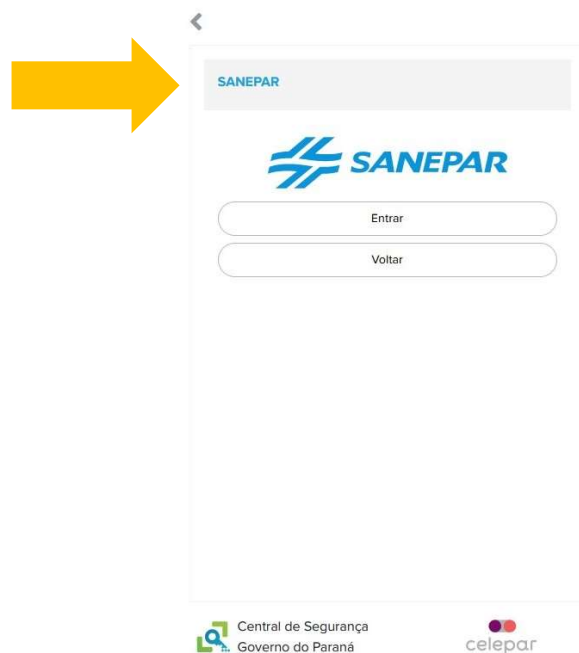 SANEPAR
SANEPAR
Entrar
Voltar
Central de Segurança
Governo do Paraná
celepar